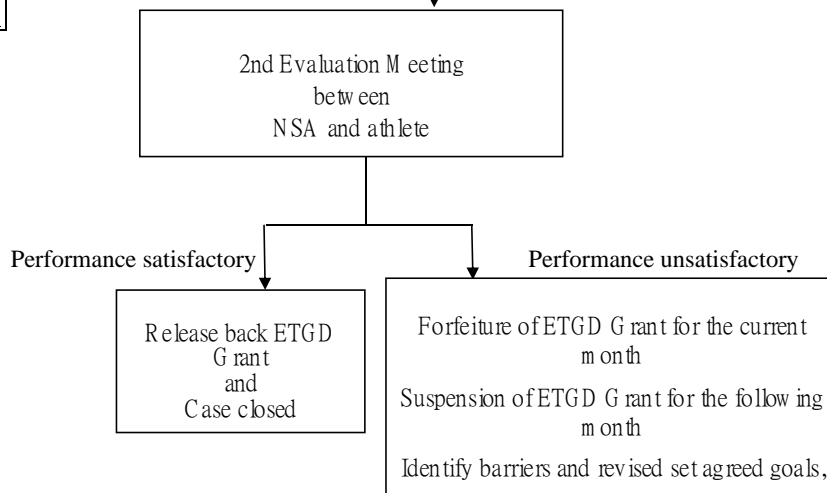 2nd Evaluation Meeting
between
NSA and athlete
Performance satisfactory
Performance unsatisfactory
Release back ETGD
Grant
and
Case closed
Forfeiture of ETGD Grant for the current
month
Suspension of ETGD Grant for the following
month
Identify barriers and revised set agreed goals,